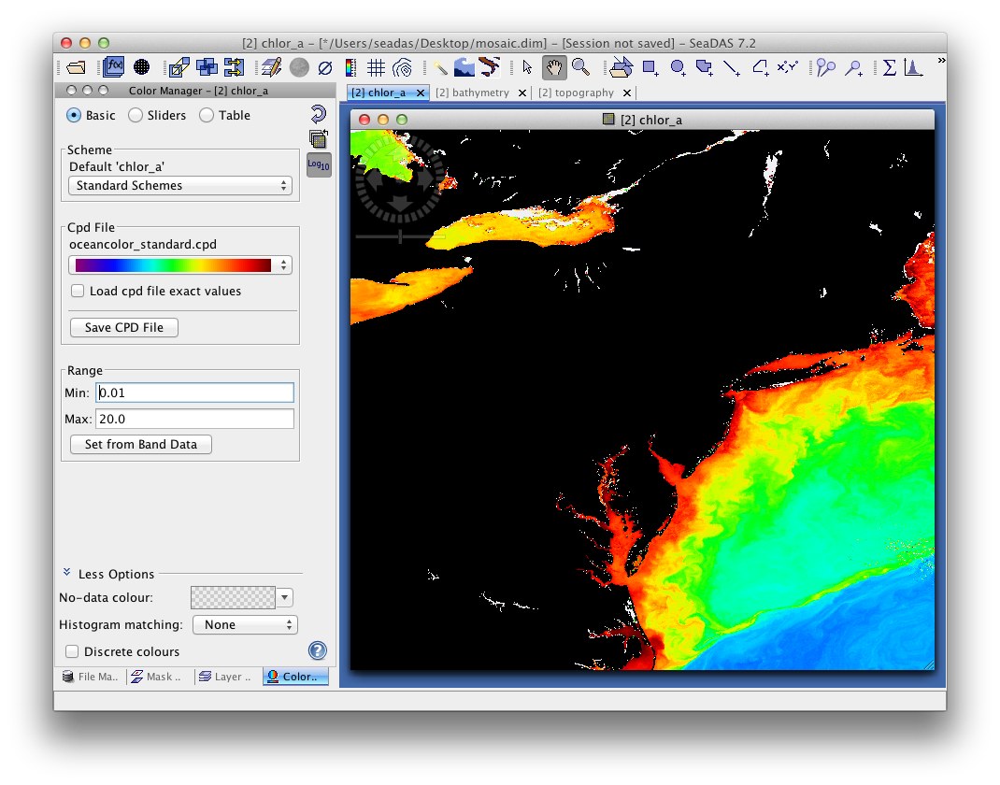 [2] chlor_a – [*/Users/seadas/Desktop/mosaic.dim] – [Session not saved] – SeaDAS 7.2
f(x)
Σ
»
Color Manager – [2] chlor_a
[2] chlor_a
[2] bathymetry
[2] topography
Basic Sliders Table
[2] chlor_a
Scheme
Default 'chlor_a'
Log10
Standard Schemes
Cpd File
oceancolor_standard.cpd
Load cpd file exact values
Save CPD File
Range
Min: 0.01
Max: 20.0
Set from Band Data
Less Options
No-data colour:
Histogram matching: None
Discrete colours
?
File Ma.. Mask .. Layer .. Color..